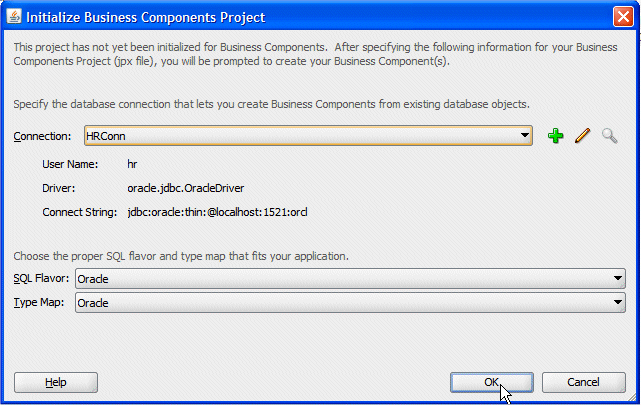 Initialize Business Components Project
This project has not yet been initialized for Business Components.  After specifying the following information for your Business
Components Project (jpx file), you will be prompted to create your Business Component(s).
Specify the database connection that lets you create Business Components from existing database objects.
Connection: HRConn
User Name: hr
Driver: oracle.jdbc.OracleDriver
Connect String: jdbc:oracle:thin:@localhost:1521:orcl
Choose the proper SQL flavor and type map that fits your application.
SQL Flavor: Oracle
Type Map: Oracle
Help OK Cancel